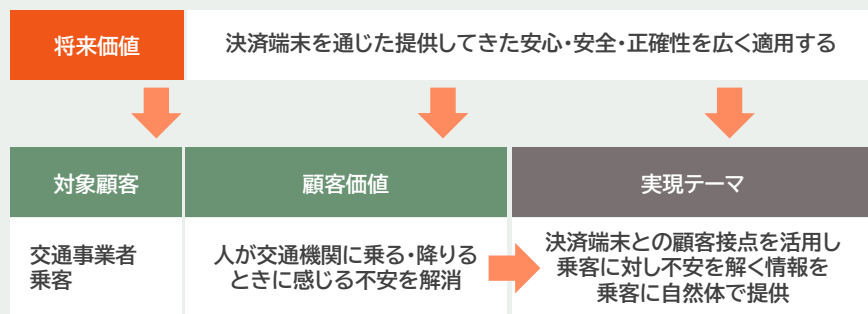 将来価値
決済端末を通じた提供してきた安心・安全・正確性を広く適用する
対象顧客
顧客価値
実現テーマ
交通事業者
乗客
人が交通機関に乗る・降りる
ときに感じる不安を解消
決済端末との顧客接点を活用し
乗客に対し不安を解く情報を
乗客に自然体で提供